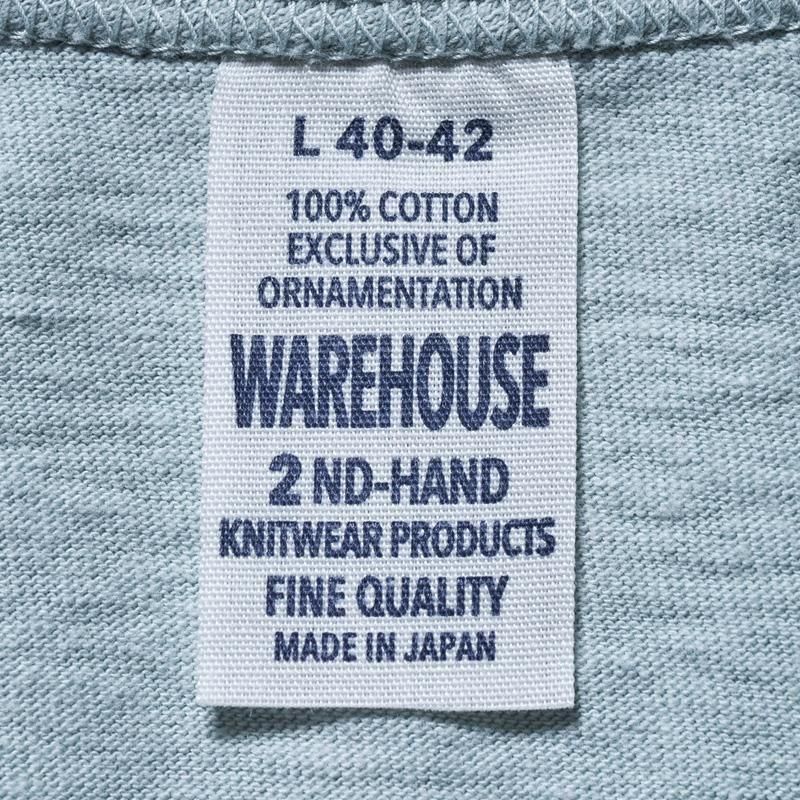 L 40-42
100% COTTON
EXCLUSIVE OF
ORNAMENTATION
WAREHOUSE
2 ND-HAND
KNITWEAR PRODUCTS
FINE QUALITY
MADE IN JAPAN